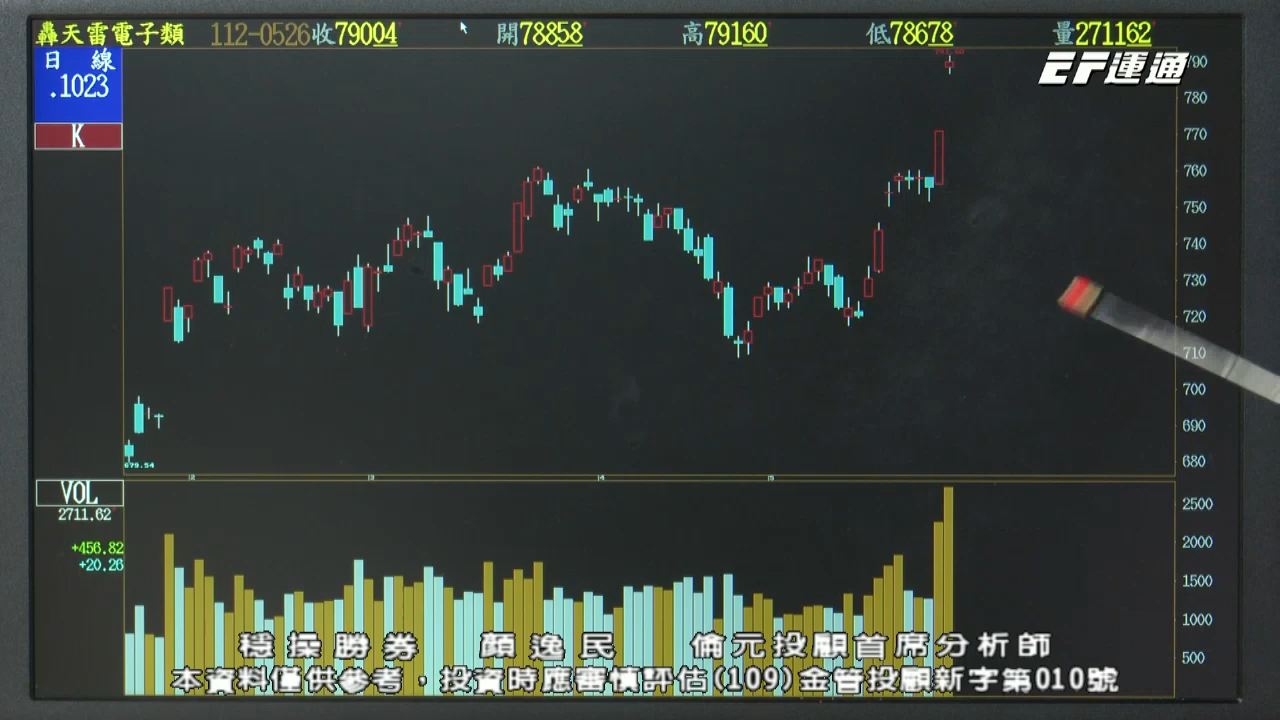 轟天雷電子類 112-0526 收79004 開78858 高79160 低78678 量271162
EF運通
日 線
.1023
K
790
780
770
760
750
740
730
720
710
700
690
680
679.54
2 3 4 5
VOL
2711.62
+456.82
+20.26
2500
2000
1500
1000
500
穩操勝券 顏逸民 倫元投顧首席分析師
本資料僅供參考,投資時應審慎評估(109)金管投顧新字第010號